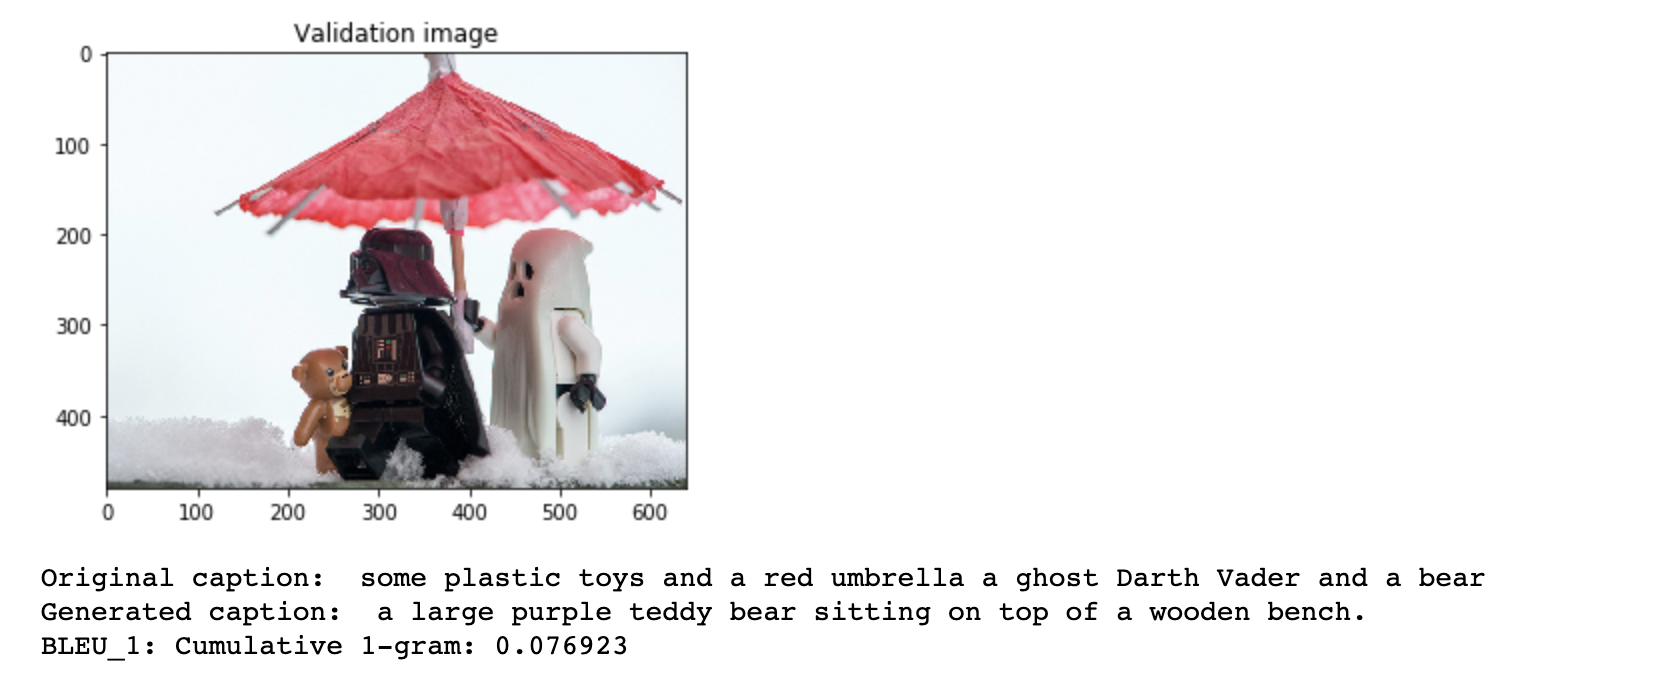 Validation image
0
100
200
300
400
0 100 200 300 400 500 600
Original caption:  some plastic toys and a red umbrella a ghost Darth Vader and a bear
Generated caption:  a large purple teddy bear sitting on top of a wooden bench.
BLEU_1: Cumulative 1-gram: 0.076923